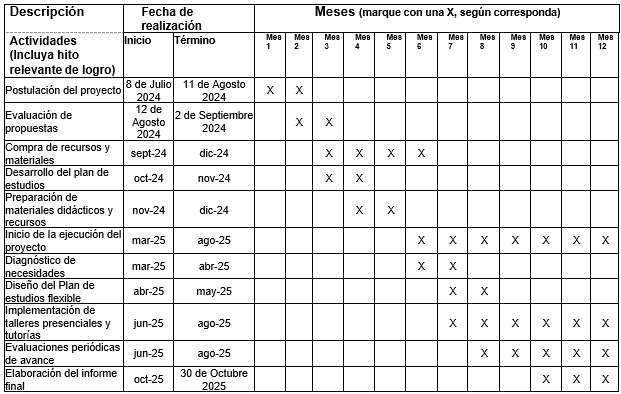 Descripción Fecha de realización Meses (marque con una X, según corresponda)
Actividades (Incluya hito relevante de logro) Inicio Término Mes 1 Mes 2 Mes 3 Mes 4 Mes 5 Mes 6 Mes 7 Mes 8 Mes 9 Mes 10 Mes 11 Mes 12
Postulación del proyecto 8 de Julio 2024 11 de Agosto 2024 X X
Evaluación de propuestas 12 de Agosto 2024 2 de Septiembre 2024 X X
Compra de recursos y materiales sept-24 dic-24 X X X X
Desarrollo del plan de estudios oct-24 nov-24 X X
Preparación de materiales didácticos y recursos nov-24 dic-24 X X
Inicio de la ejecución del proyecto mar-25 ago-25 X X X X X X X
Diagnóstico de necesidades mar-25 abr-25 X X
Diseño del Plan de estudios flexible abr-25 may-25 X X
Implementación de talleres presenciales y tutorías jun-25 ago-25 X X X X X X
Evaluaciones periódicas de avance jun-25 ago-25 X X X X X
Elaboración del informe final oct-25 30 de Octubre 2025 X X X